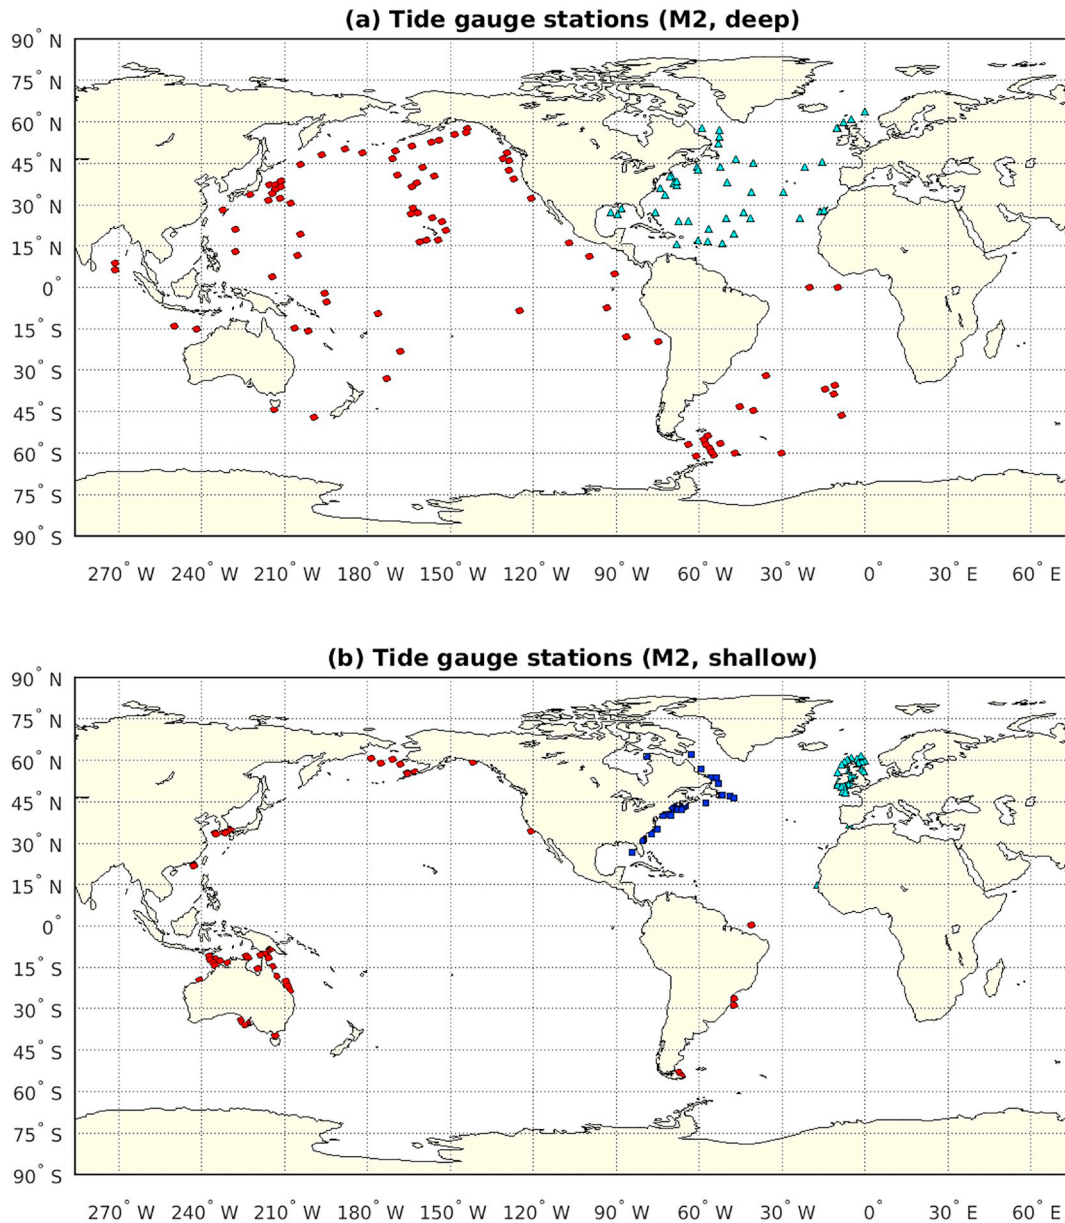 (a) Tide gauge stations (M2, deep)
90° N
75° N
60° N
45° N
30° N
15° N
0°
15° S
30° S
45° S
60° S
75° S
90° S
270° W 240° W 210° W 180° W 150° W 120° W 90° W 60° W 30° W 0° 30° E 60° E
(b) Tide gauge stations (M2, shallow)
90° N
75° N
60° N
45° N
30° N
15° N
0°
15° S
30° S
45° S
60° S
75° S
90° S
270° W 240° W 210° W 180° W 150° W 120° W 90° W 60° W 30° W 0° 30° E 60° E